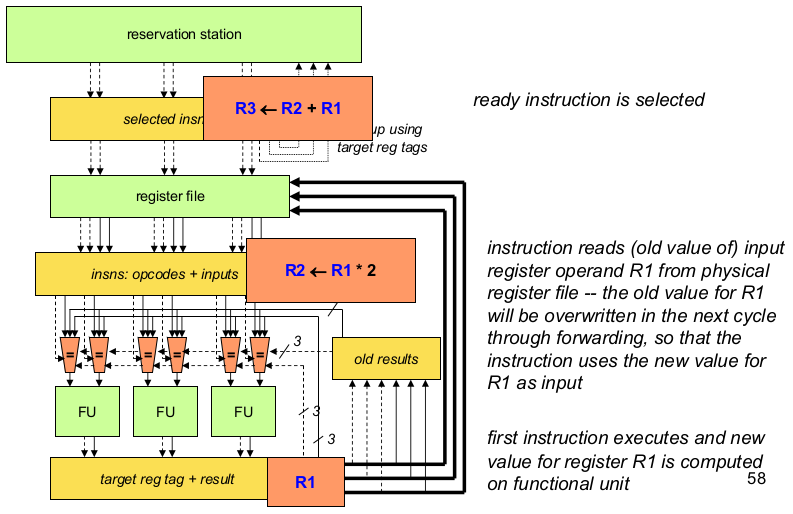 reservation station
ready instruction is selected
R3 ← R2 + R1
selected insn
up using
target reg tags
register file
instruction reads (old value of) input
register operand R1 from physical
register file -- the old value for R1
will be overwritten in the next cycle
through forwarding, so that the
instruction uses the new value for
R1 as input
R2 ← R1 * 2
insns: opcodes + inputs
= = = = = =
3
old results
FU FU FU
3
3
first instruction executes and new
value for register R1 is computed
on functional unit
target reg tag + result
R1
58